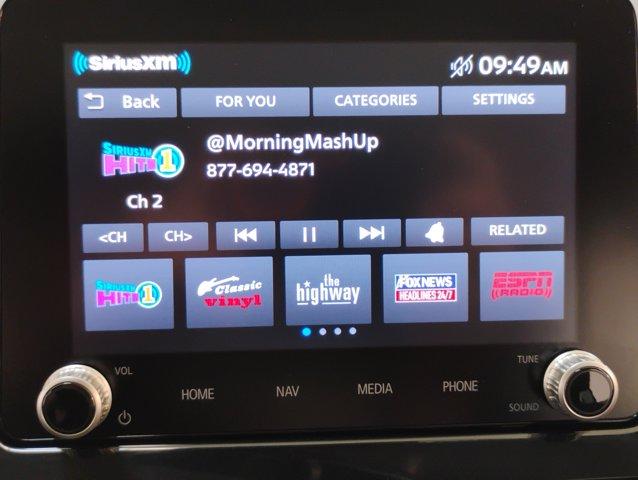 SiriusXM 09:49AM
Back FOR YOU CATEGORIES SETTINGS
SIRIUSXM HITS 1
@MorningMashUp
877-694-4871
Ch 2
<CH CH> RELATED
SIRIUSXM HITS 1
Classic vinyl
the highway
FOX NEWS HEADLINES 24/7
ESPN RADIO
VOL TUNE
HOME NAV MEDIA PHONE
SOUND